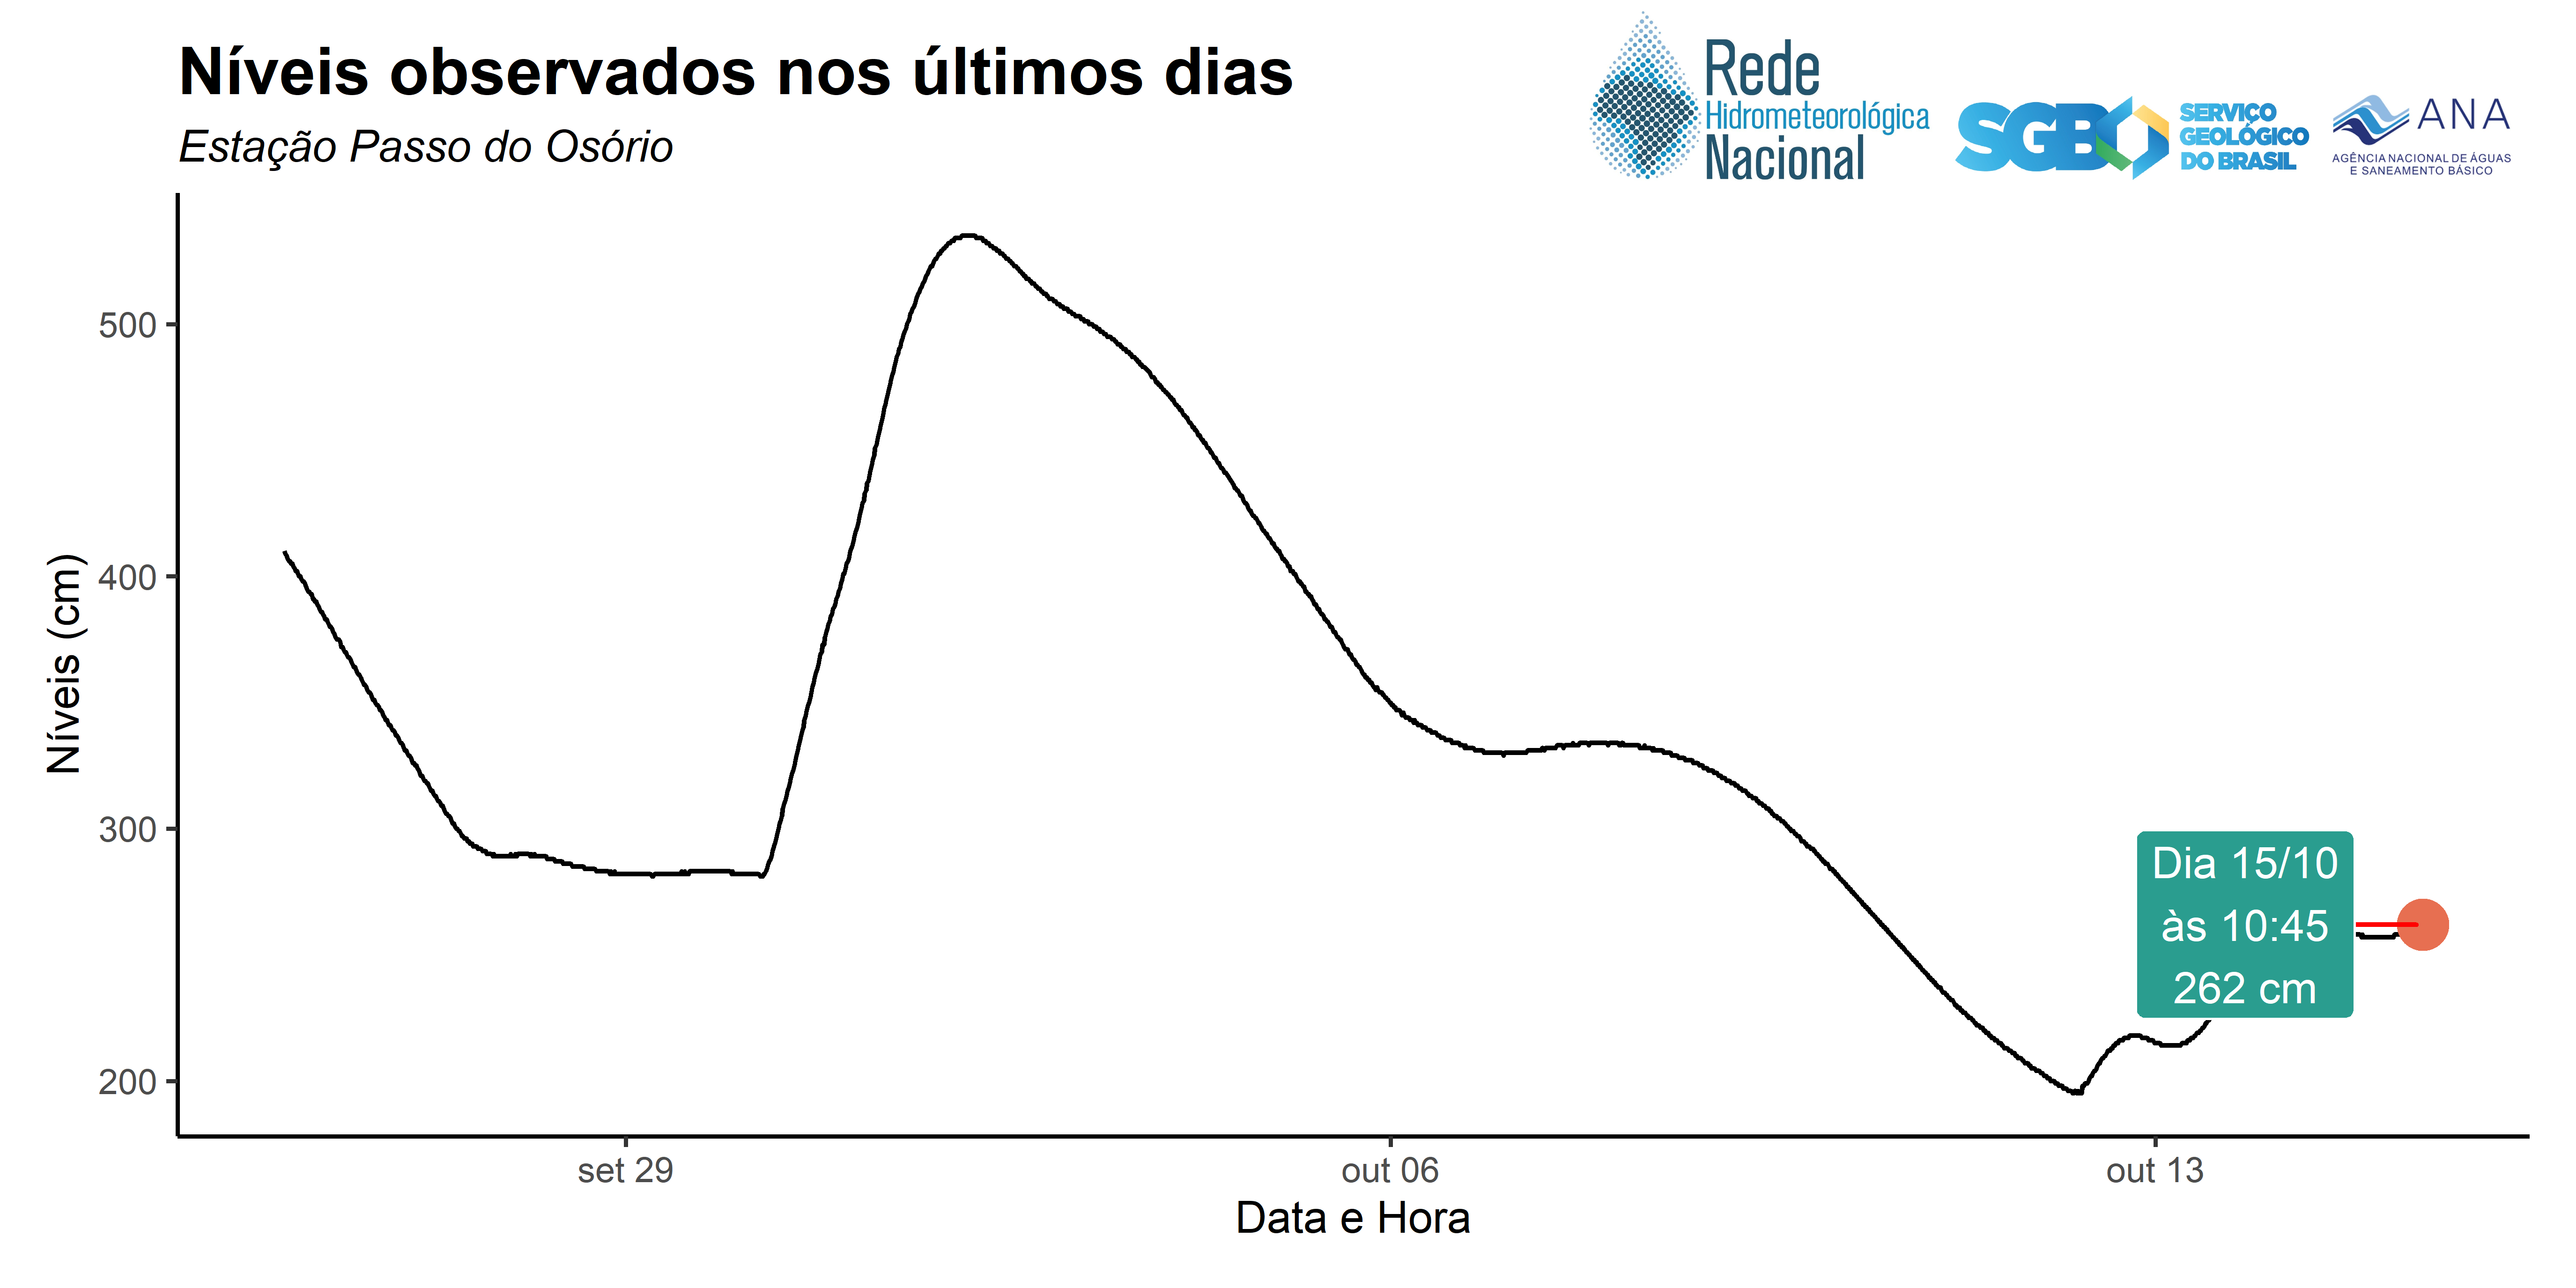 Níveis observados nos últimos dias
Estação Passo do Osório
Rede
Hidrometeorológica
Nacional
SGB
SERVIÇO
GEOLÓGICO
DO BRASIL
ANA
AGÊNCIA NACIONAL DE ÁGUAS
E SANEAMENTO BÁSICO
Níveis (cm)
500
400
300
200
Dia 15/10
às 10:45
262 cm
set 29
out 06
out 13
Data e Hora